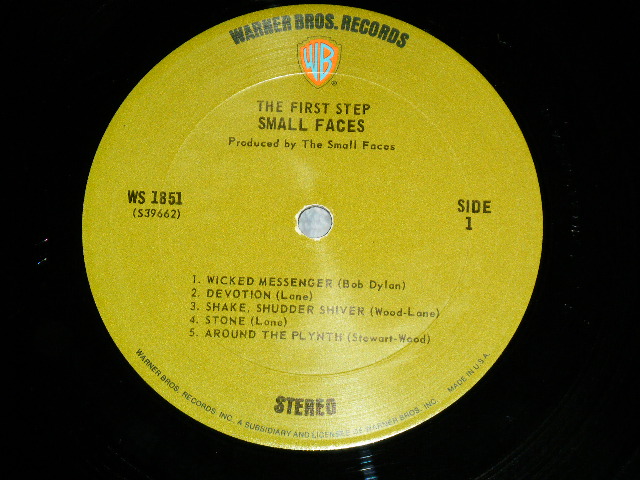 WARNER BROS. RECORDS
WB
®
THE FIRST STEP
SMALL FACES
Produced by The Small Faces
WS 1851
(S39662)
SIDE
1
1. WICKED MESSENGER (Bob Dylan)
2. DEVOTION (Lane)
3. SHAKE, SHUDDER SHIVER (Wood-Lane)
4. STONE (Lane)
5. AROUND THE PLYNTH (Stewart-Wood)
STEREO
WARNER BROS. RECORDS, INC. A SUBSIDIARY AND LICENSEE OF WARNER BROS. INC.
MADE IN U.S.A.